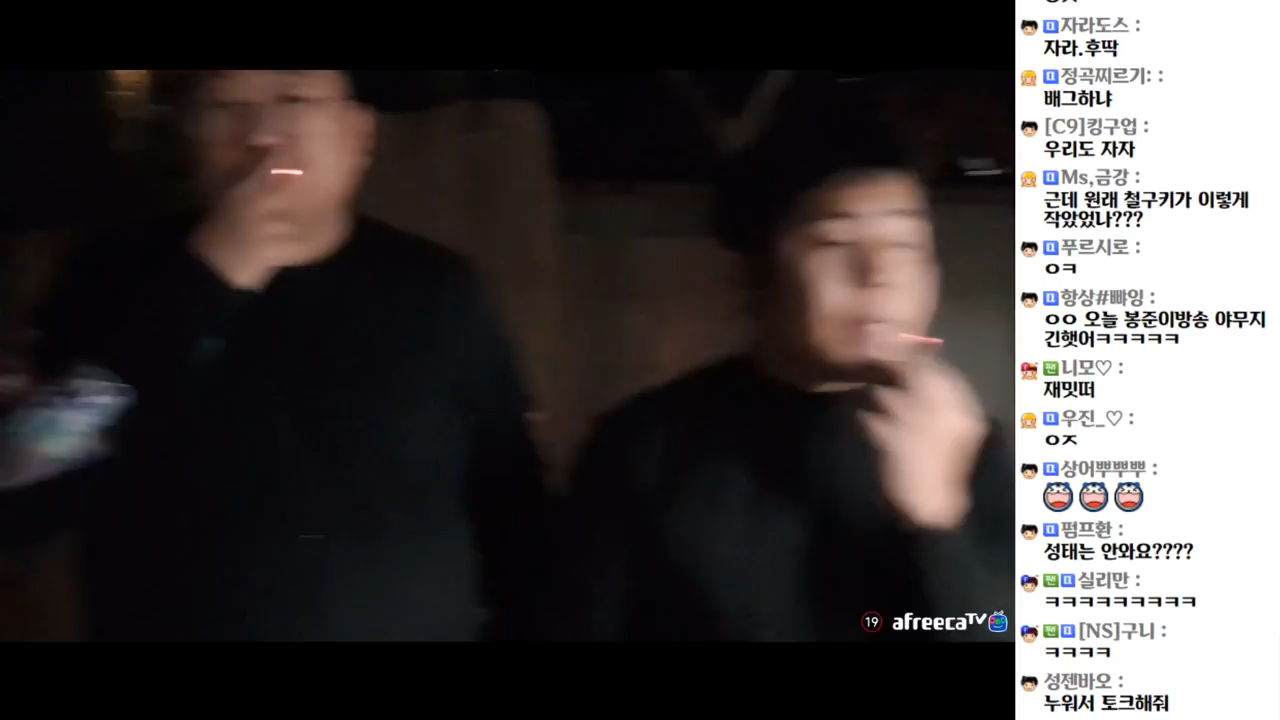 자라도스 :
자라.후딱
정곡찌르기: :
배그하냐
[C9]킹구업 :
우리도 자자
Ms,금강 :
근데 원래 철구키가 이렇게
작았었나???
푸르시로 :
ㅇㅋ
항상#빠잉 :
ㅇㅇ 오늘 봉준이방송 야무지
긴햇어ㅋㅋㅋㅋㅋ
니모♡ :
재밋떠
우진_♡ :
ㅇㅈ
상어뿌뿌뿌 :
펌프환 :
성태는 안와요????
실리만 :
ㅋㅋㅋㅋㅋㅋㅋㅋㅋ
[NS]구니 :
ㅋㅋㅋㅋ
성젠바오 :
누워서 토크해줘
19 afreecaTV